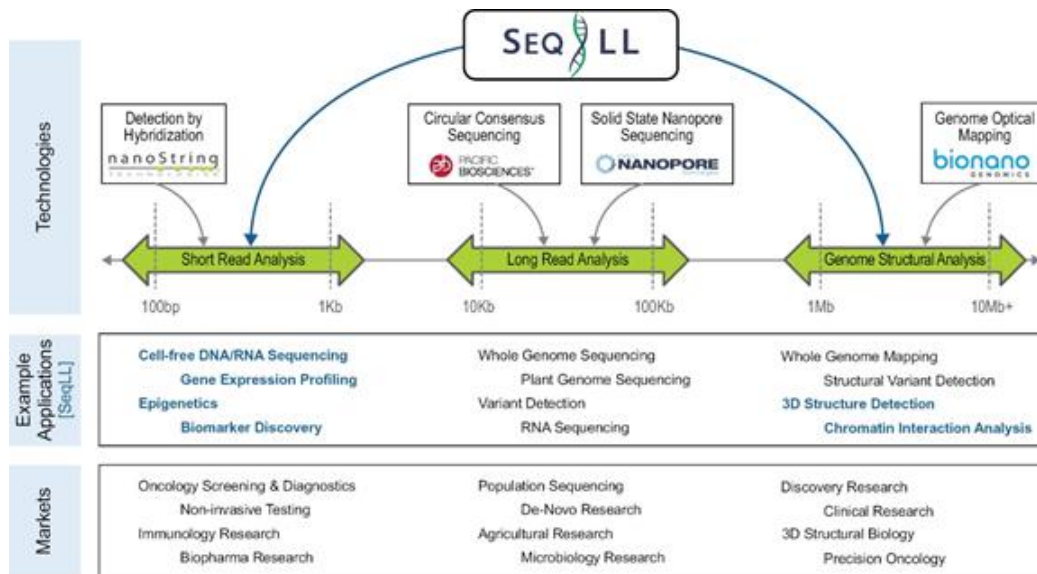 SEQ LL
Technologies
Detection by
Hybridization
nanoString
Circular Consensus
Sequencing
PACIFIC
BIOSCIENCES
Solid State Nanopore
Sequencing
NANOPORE
Genome Optical
Mapping
bionano
GENOMICS
Short Read Analysis
Long Read Analysis
Genome Structural Analysis
100bp
1Kb
10Kb
100Kb
1Mb
10Mb+
Example
Applications
[SeqLL]
Cell-free DNA/RNA Sequencing
Gene Expression Profiling
Epigenetics
Biomarker Discovery
Whole Genome Sequencing
Plant Genome Sequencing
Variant Detection
RNA Sequencing
Whole Genome Mapping
Structural Variant Detection
3D Structure Detection
Chromatin Interaction Analysis
Markets
Oncology Screening & Diagnostics
Non-invasive Testing
Immunology Research
Biopharma Research
Population Sequencing
De-Novo Research
Agricultural Research
Microbiology Research
Discovery Research
Clinical Research
3D Structural Biology
Precision Oncology